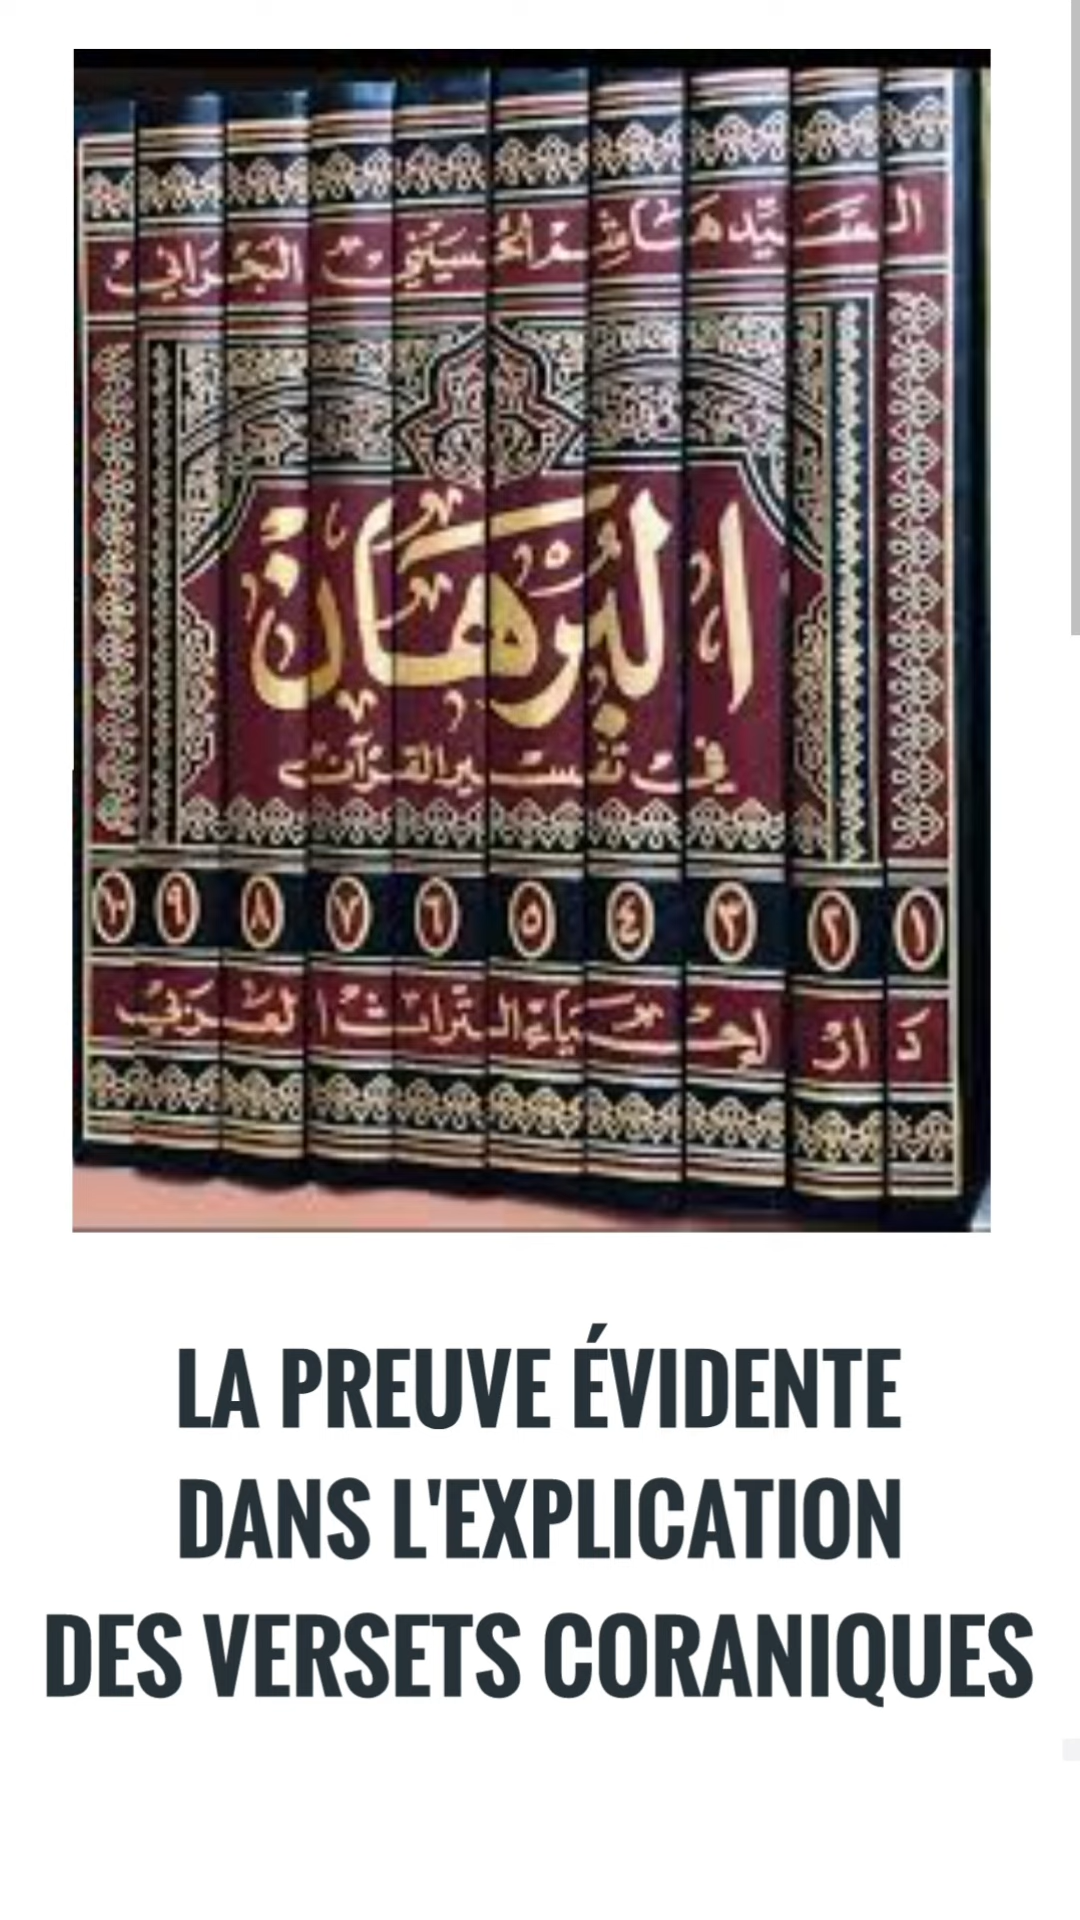 السيد هاشم الحسيني البحراني
البرهان
في تفسير القرآن
١ ٢ ٣ ٤ ٥ ٦ ٧ ٨ ٩ ١٠
دار إحياء التراث العربي
LA PREUVE ÉVIDENTE
DANS L'EXPLICATION
DES VERSETS CORANIQUES